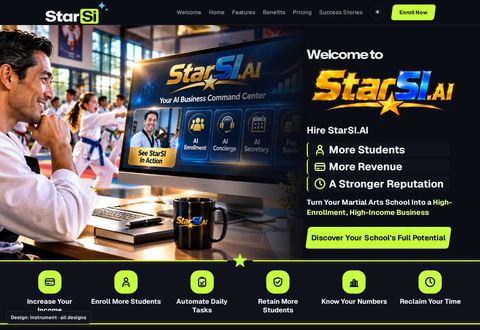 StarSi
Welcome Home Features Benefits Pricing Success Stories
Enroll Now
StarSI.AI
Your AI Business Command Center
See StarSI
In Action
AI
Enrollment
AI
Concierge
AI
Secretary
StarSI.AI
Welcome to
StarSI.AI
Hire StarSI.AI
More Students
More Revenue
A Stronger Reputation
Turn Your Martial Arts School Into a High-
Enrollment, High-Income Business
Discover Your School's Full Potential
Increase Your
Income
Enroll More Students
Automate Daily
Tasks
Retain More
Students
Know Your Numbers
Reclaim Your Time
Design: Instrument · all designs